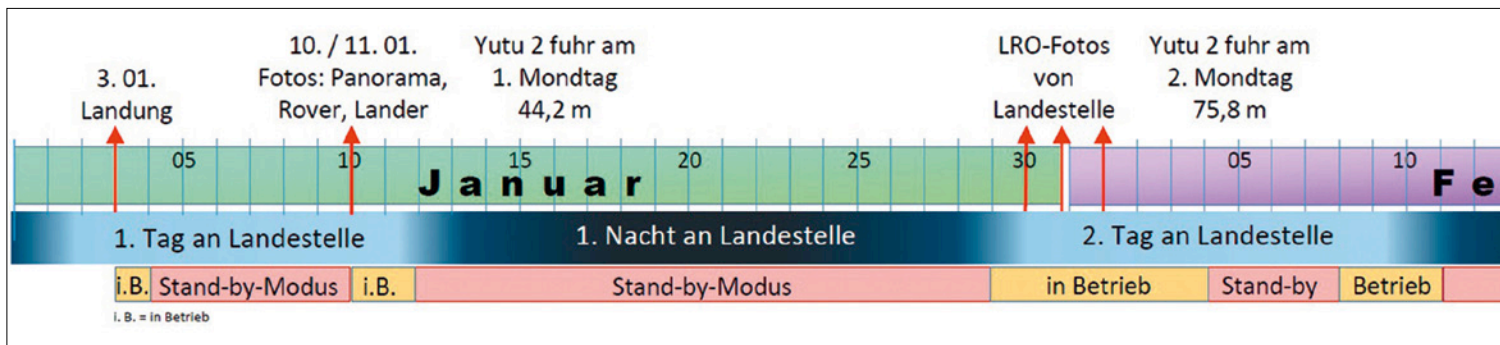 3. 01.
Landung
10. / 11. 01.
Fotos: Panorama,
Rover, Lander
Yutu 2 fuhr am
1. Mondtag
44,2 m
LRO-Fotos
von
Landestelle
Yutu 2 fuhr am
2. Mondtag
75,8 m
05 10 15 20 25 30 05 10
Januar Fe
1. Tag an Landestelle 1. Nacht an Landestelle 2. Tag an Landestelle
i.B. Stand-by-Modus i.B. Stand-by-Modus in Betrieb Stand-by Betrieb
i. B. = in Betrieb